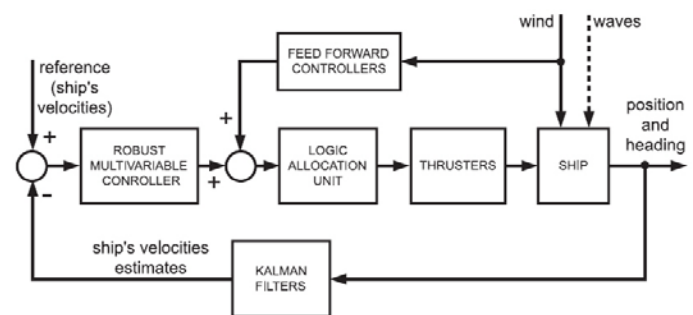 wind
waves
FEED FORWARD
CONTROLLERS
reference
(ship's
velocities)
position
and
heading
+
+
ROBUST
MULTIVARIABLE
CONROLLER
+
LOGIC
ALLOCATION
UNIT
THRUSTERS
SHIP
-
ship's velocities
estimates
KALMAN
FILTERS